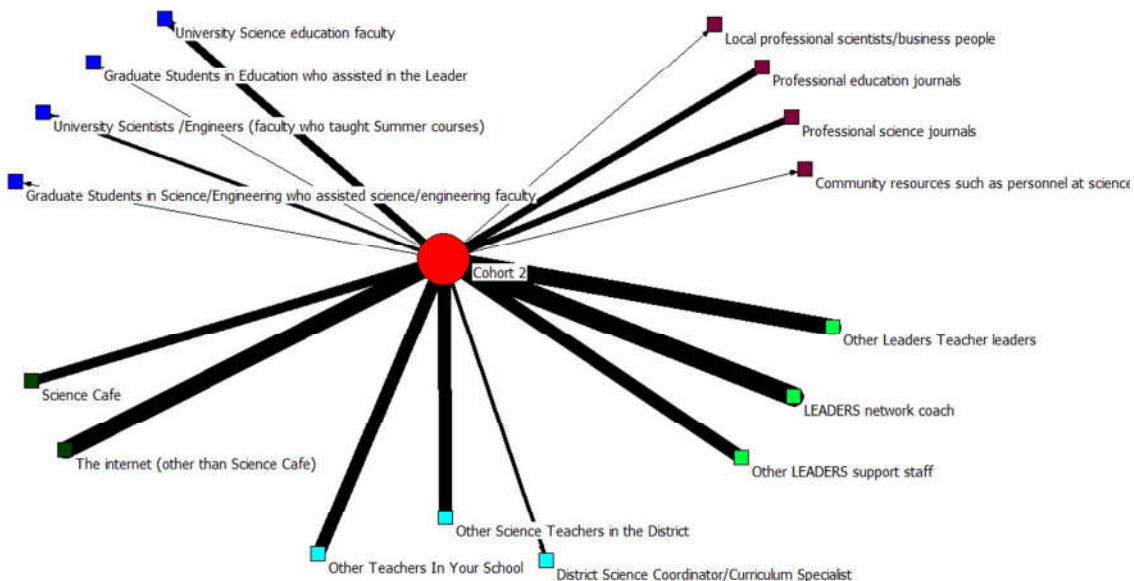 University Science education faculty
Local professional scientists/business people
Graduate Students in Education who assisted in the Leader
Professional education journals
University Scientists /Engineers (faculty who taught Summer courses)
Professional science journals
Graduate Students in Science/Engineering who assisted science/engineering faculty
Community resources such as personnel at science
Cohort 2
Other Leaders Teacher leaders
Science Cafe
LEADERS network coach
The internet (other than Science Cafe)
Other LEADERS support staff
Other Science Teachers in the District
Other Teachers In Your School
District Science Coordinator/Curriculum Specialist